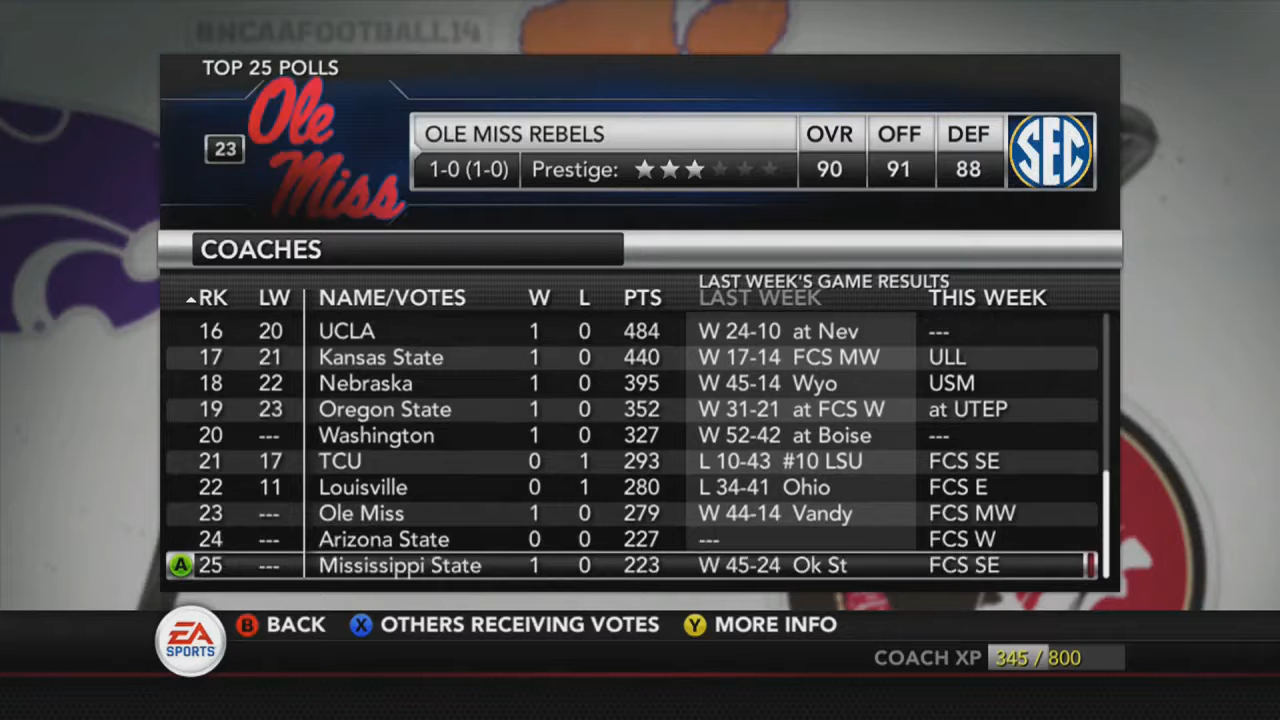 #NCAAFOOTBALL14
TOP 25 POLLS
23
Ole Miss
OLE MISS REBELS OVR OFF DEF SEC
1-0 (1-0) Prestige: 90 91 88
COACHES
LAST WEEK'S GAME RESULTS
RK LW NAME/VOTES W L PTS LAST WEEK THIS WEEK
16 20 UCLA 1 0 484 W 24-10 at Nev ---
17 21 Kansas State 1 0 440 W 17-14 FCS MW ULL
18 22 Nebraska 1 0 395 W 45-14 Wyo USM
19 23 Oregon State 1 0 352 W 31-21 at FCS W at UTEP
20 --- Washington 1 0 327 W 52-42 at Boise ---
21 17 TCU 0 1 293 L 10-43 #10 LSU FCS SE
22 11 Louisville 0 1 280 L 34-41 Ohio FCS E
23 --- Ole Miss 1 0 279 W 44-14 Vandy FCS MW
24 --- Arizona State 0 0 227 --- FCS W
A 25 --- Mississippi State 1 0 223 W 45-24 Ok St FCS SE
EA SPORTS
B BACK X OTHERS RECEIVING VOTES Y MORE INFO
COACH XP 345 / 800